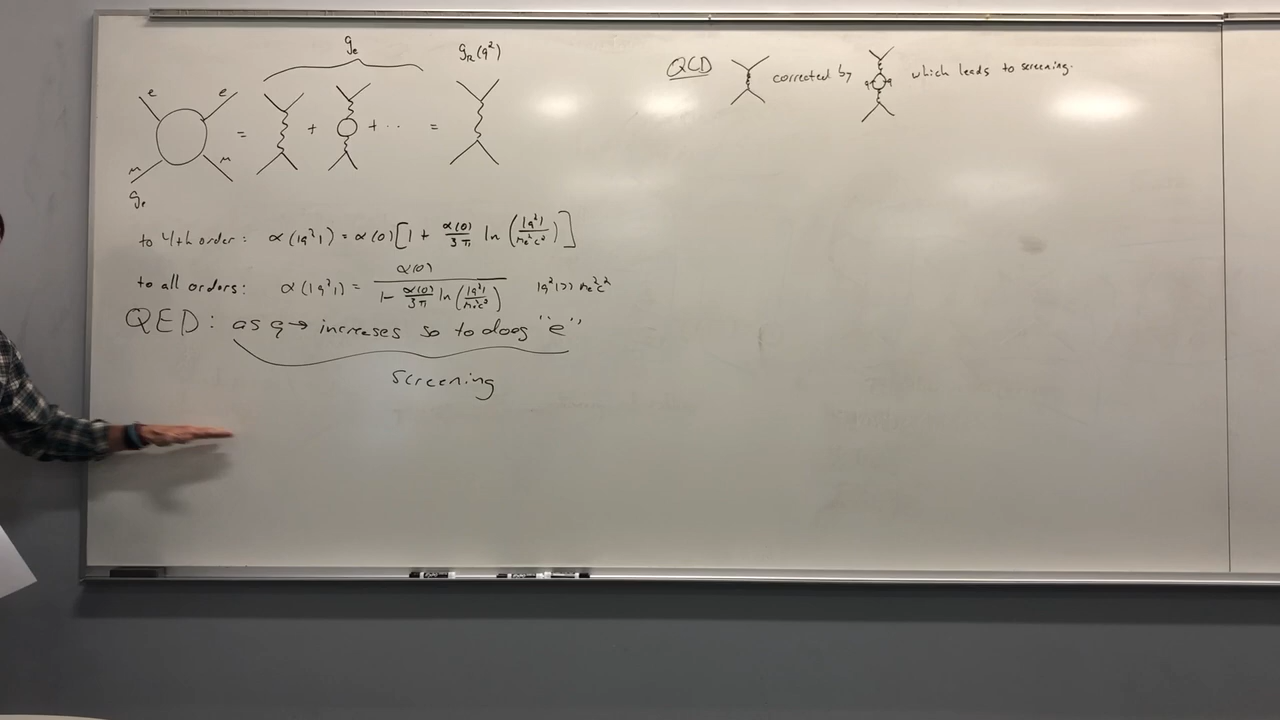 gₑ
g_R(q²)
e e
= + + ·· =
μ μ
gₑ
to 4th order: α(|q²|) = α(0)[1 + α(0)/3π ln(|q²|/mₑ²c²)]
to all orders: α(|q²|) = α(0)/(1 - α(0)/3π ln(|q²|/mₑ²c²)) |q²| >> mₑ²c²
QED: as q → increases so to does "e"
screening
QCD corrected by q q which leads to screening.